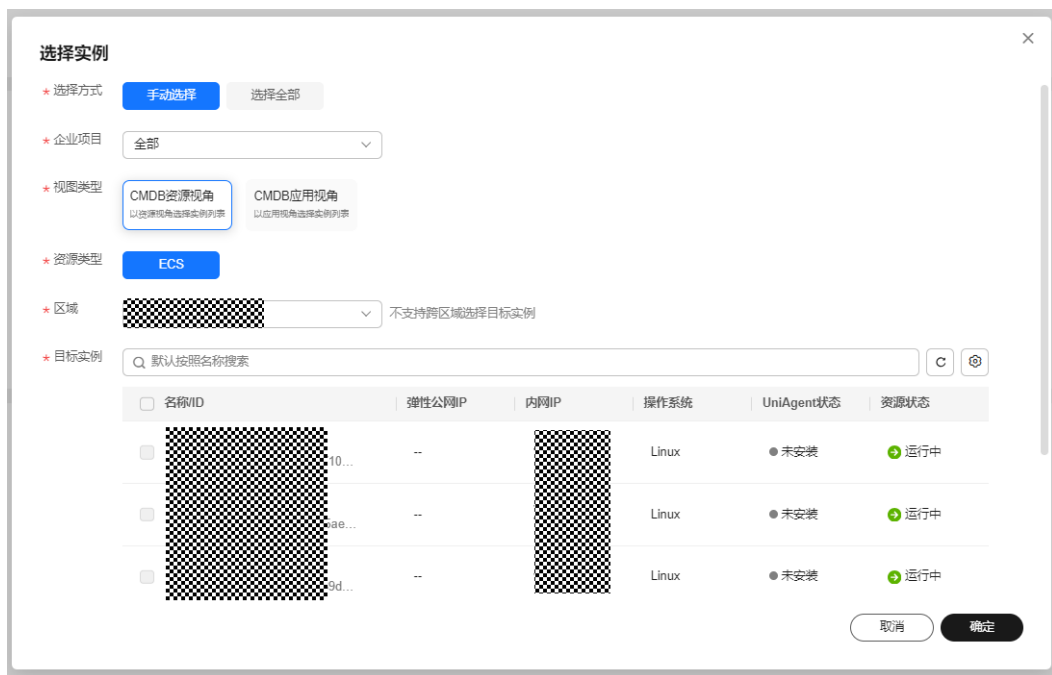 选择实例
* 选择方式 手动选择 选择全部
* 企业项目 全部
* 视图类型 CMDB资源视角 CMDB应用视角
以资源视角选择实例列表 以应用视角选择实例列表
* 资源类型 ECS
* 区域 不支持跨区域选择目标实例
* 目标实例 默认按照名称搜索
名称/ID 弹性公网IP 内网IP 操作系统 UniAgent状态 资源状态
10... -- Linux 未安装 运行中
ae... -- Linux 未安装 运行中
9d... -- Linux 未安装 运行中
取消 确定